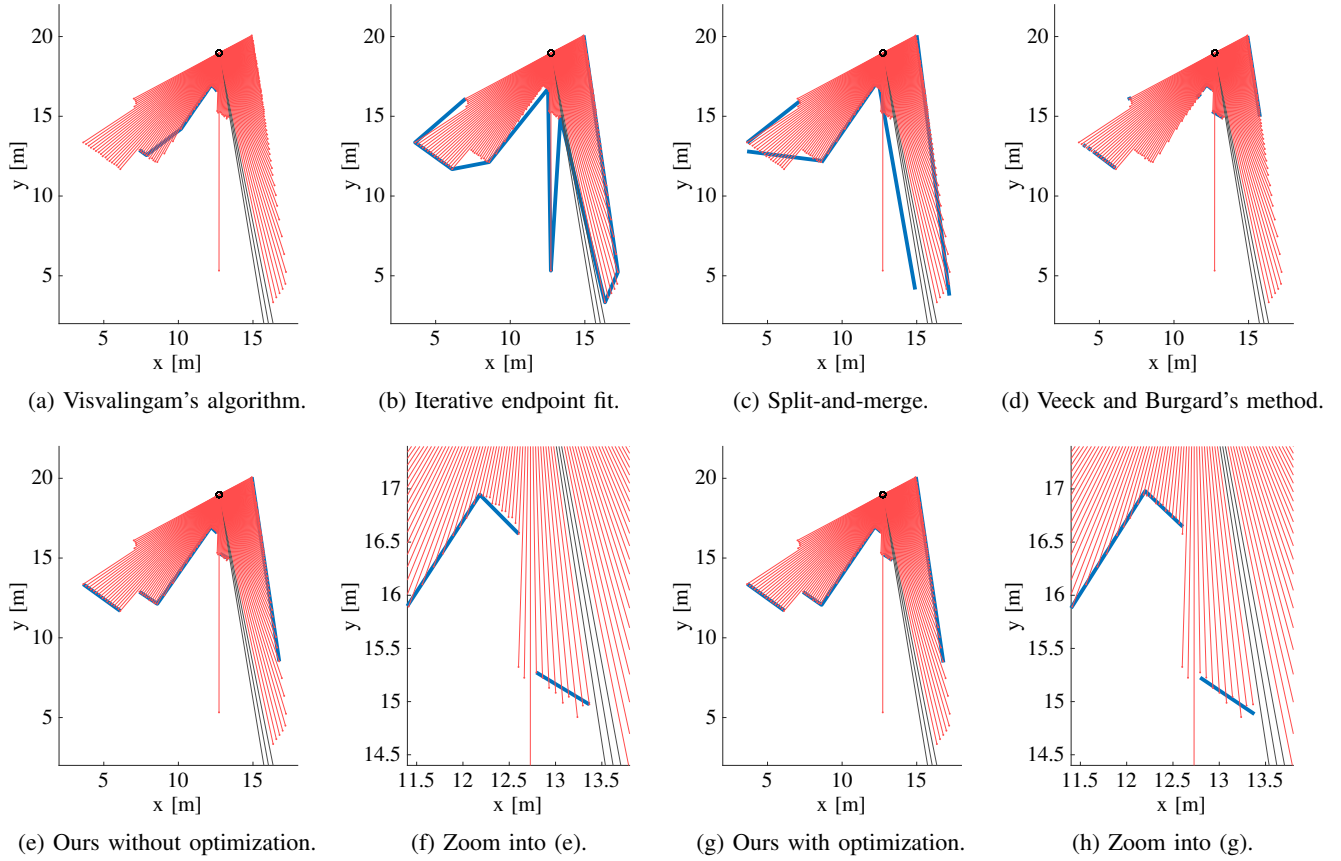 20
15
10
5
y [m]
5 10 15
x [m]
(a) Visvalingam's algorithm.
20
15
10
5
y [m]
5 10 15
x [m]
(b) Iterative endpoint fit.
20
15
10
5
y [m]
5 10 15
x [m]
(c) Split-and-merge.
20
15
10
5
y [m]
5 10 15
x [m]
(d) Veeck and Burgard's method.
20
15
10
5
y [m]
5 10 15
x [m]
(e) Ours without optimization.
17
16.5
16
15.5
15
14.5
y [m]
11.5 12 12.5 13 13.5
x [m]
(f) Zoom into (e).
20
15
10
5
y [m]
5 10 15
x [m]
(g) Ours with optimization.
17
16.5
16
15.5
15
14.5
y [m]
11.5 12 12.5 13 13.5
x [m]
(h) Zoom into (g).